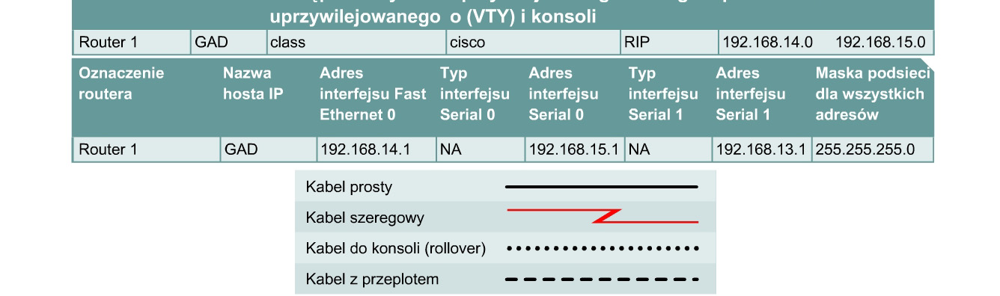 uprzywilejowanego o (VTY) i konsoli
Router 1 GAD class cisco RIP 192.168.14.0 192.168.15.0
Oznaczenie routera Nazwa hosta IP Adres interfejsu Fast Ethernet 0 Typ interfejsu Serial 0 Adres interfejsu Serial 0 Typ interfejsu Serial 1 Adres interfejsu Serial 1 Maska podsieci dla wszystkich adresów
Router 1 GAD 192.168.14.1 NA 192.168.15.1 NA 192.168.13.1 255.255.255.0
Kabel prosty
Kabel szeregowy
Kabel do konsoli (rollover)
Kabel z przeplotem